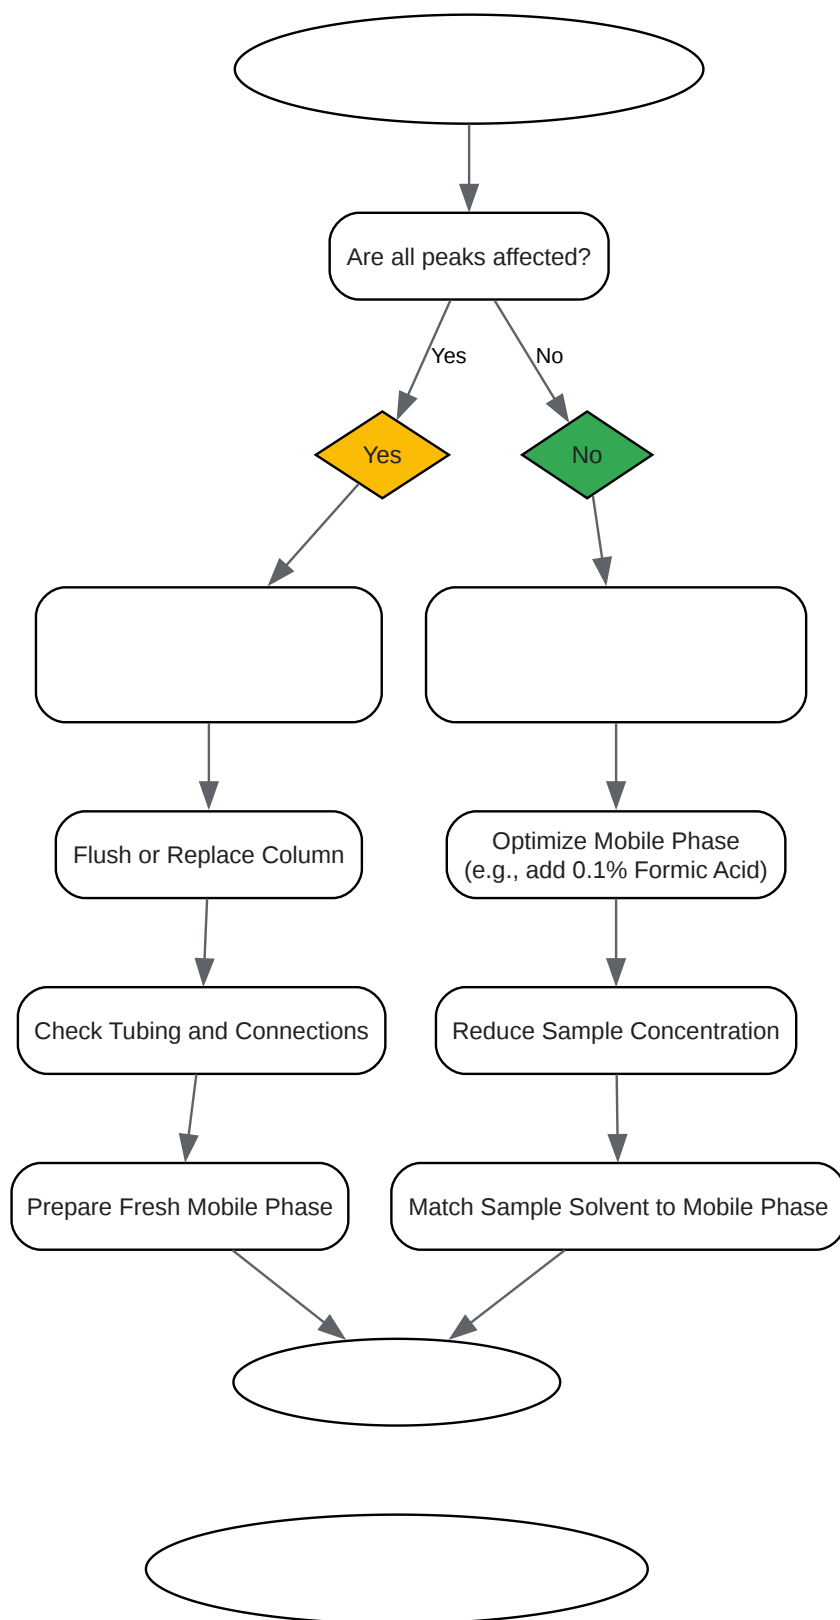 Are all peaks affected?
Yes
No
Yes
No
Flush or Replace Column
Optimize Mobile Phase
(e.g., add 0.1% Formic Acid)
Check Tubing and Connections
Reduce Sample Concentration
Prepare Fresh Mobile Phase
Match Sample Solvent to Mobile Phase